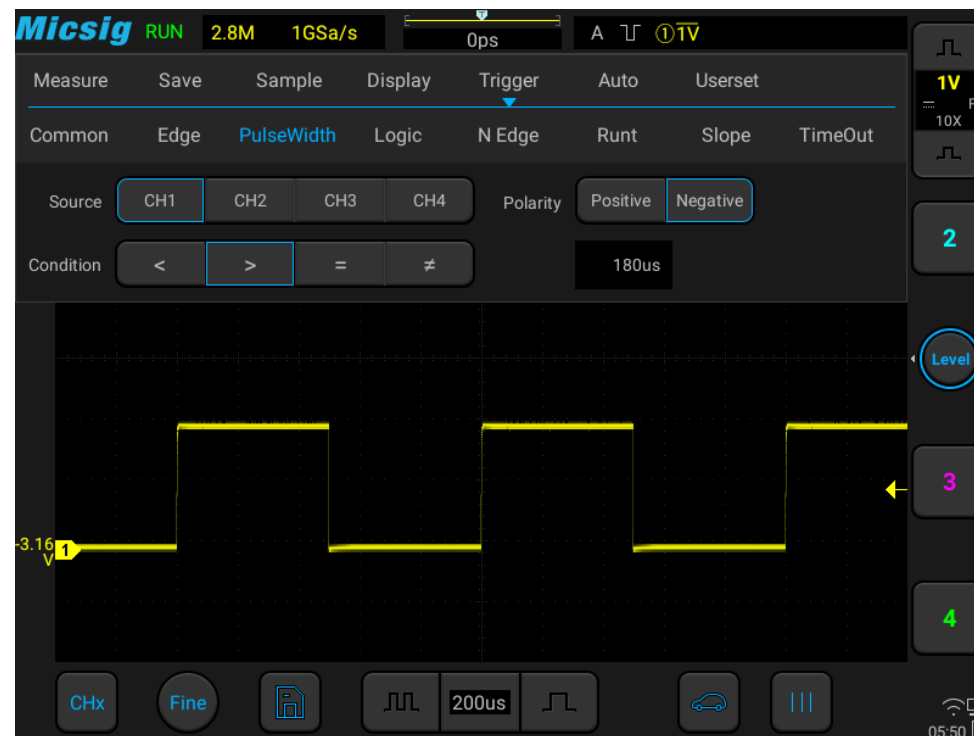 Micsig RUN 2.8M 1GSa/s T 0ps A ①1V
Measure Save Sample Display Trigger Auto Userset
1V
10X
Common Edge PulseWidth Logic N Edge Runt Slope TimeOut
Source CH1 CH2 CH3 CH4 Polarity Positive Negative
2
Condition < > = ≠ 180us
Level
3
-3.16
V
1
4
CHx Fine 200us
05:50